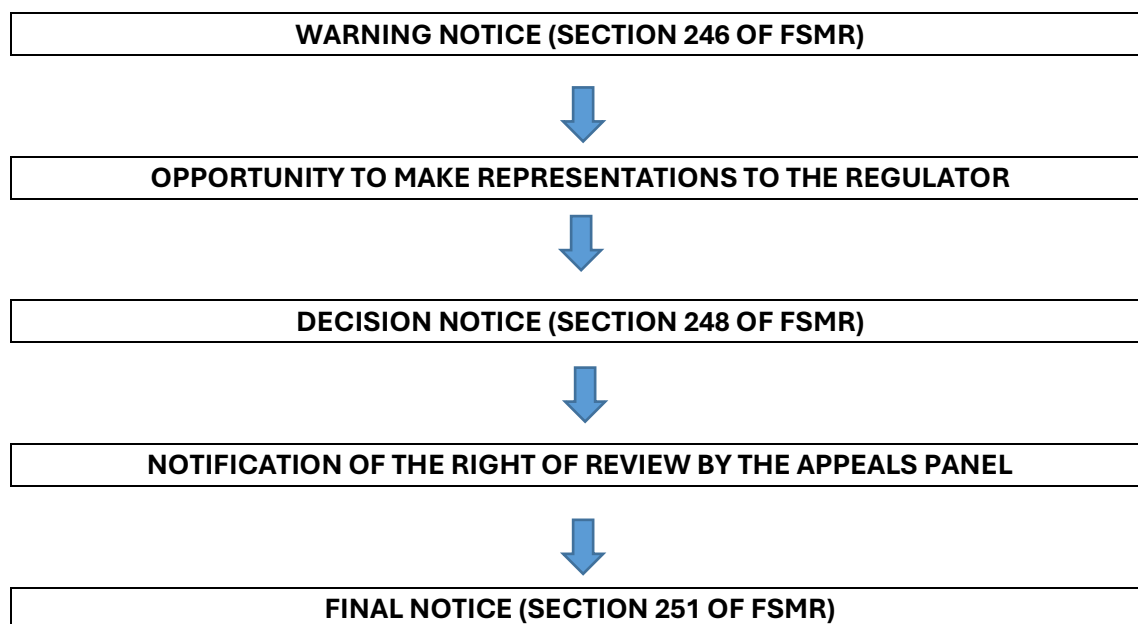 WARNING NOTICE (SECTION 246 OF FSMR)
OPPORTUNITY TO MAKE REPRESENTATIONS TO THE REGULATOR
DECISION NOTICE (SECTION 248 OF FSMR)
NOTIFICATION OF THE RIGHT OF REVIEW BY THE APPEALS PANEL
FINAL NOTICE (SECTION 251 OF FSMR)